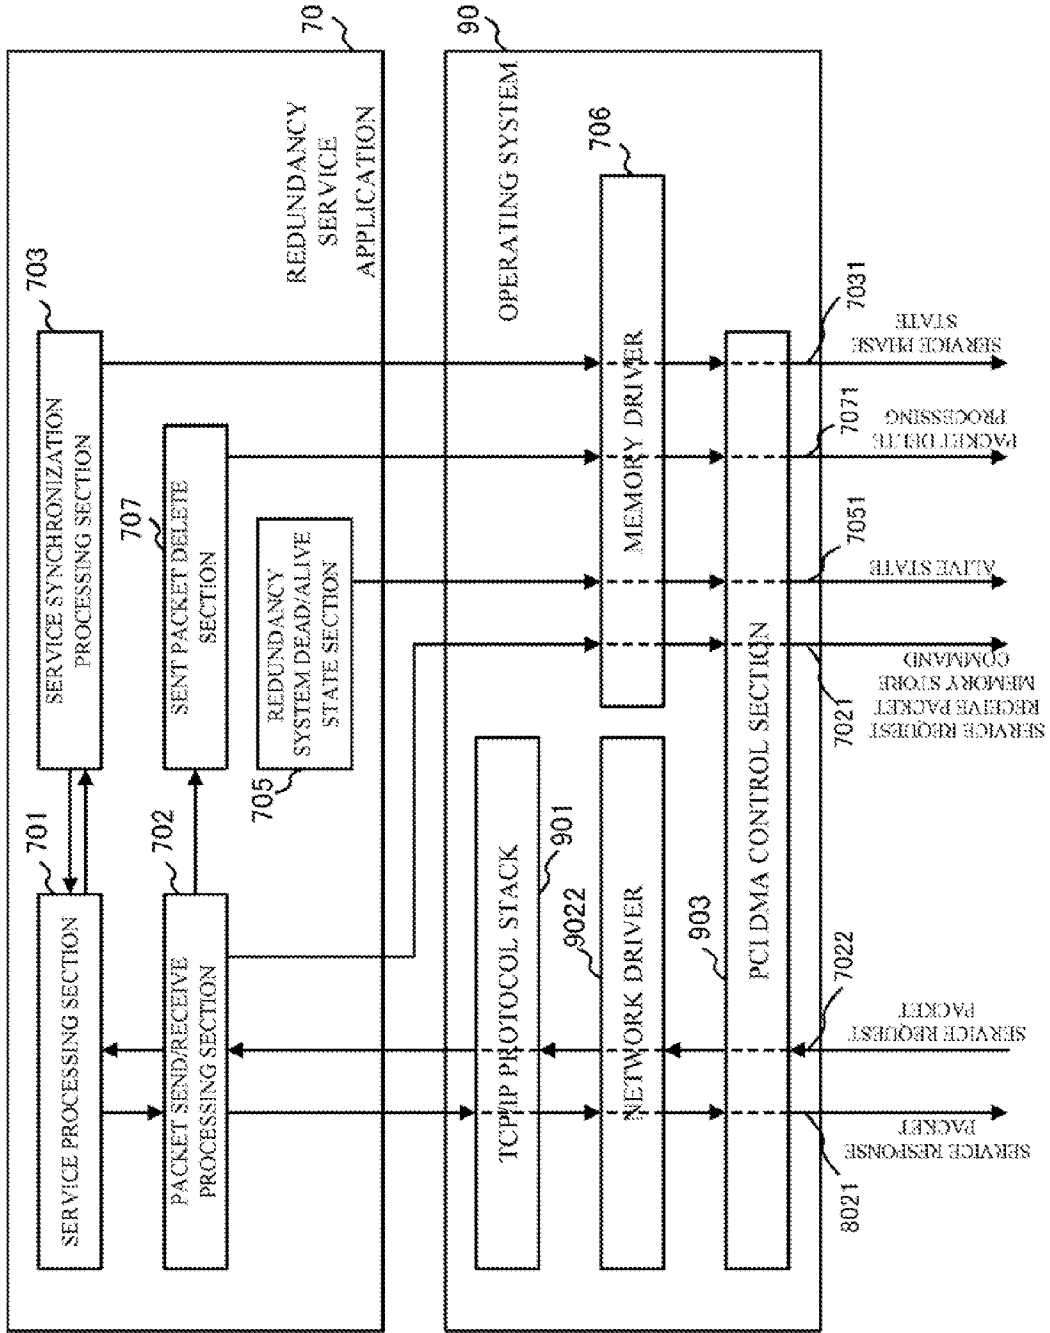 70
REDUNDANCY
SERVICE
APPLICATION
703
SERVICE SYNCHRONIZATION
PROCESSING SECTION
707
SENT PACKET DELETE
SECTION
REDUNDANCY
SYSTEM DEAD/ALIVE
STATE SECTION
705
701
SERVICE PROCESSING SECTION
702
PACKET SEND/RECEIVE
PROCESSING SECTION
90
OPERATING SYSTEM
706
MEMORY DRIVER
TCP/IP PROTOCOL STACK
901
9022
NETWORK DRIVER
903
PCI DMA CONTROL SECTION
8021
SERVICE RESPONSE
PACKET
7022
SERVICE REQUEST
PACKET
7021
SERVICE REQUEST
RECEIVE PACKET
MEMORY STORE
COMMAND
7051
ALIVE STATE
7071
PACKET DELTE
PROCESSING
7031
SERVICE PHASE
STATE